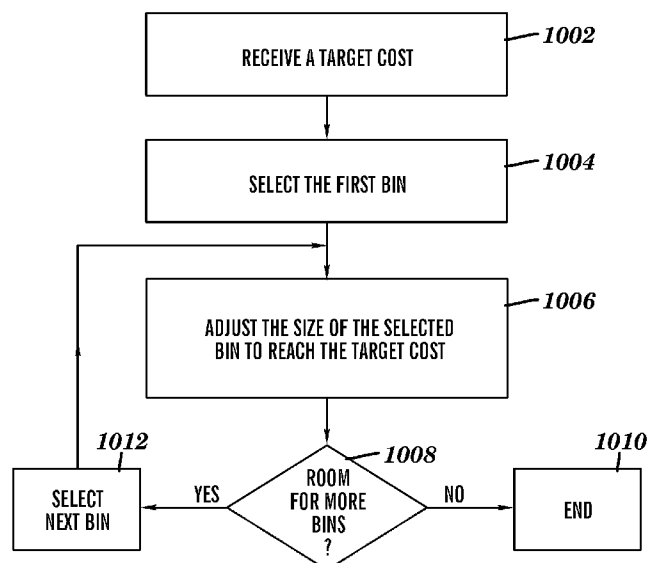 1002
RECEIVE A TARGET COST
1004
SELECT THE FIRST BIN
1006
ADJUST THE SIZE OF THE SELECTED
BIN TO REACH THE TARGET COST
1008
ROOM
FOR MORE
BINS
?
YES
NO
1012
SELECT
NEXT BIN
1010
END